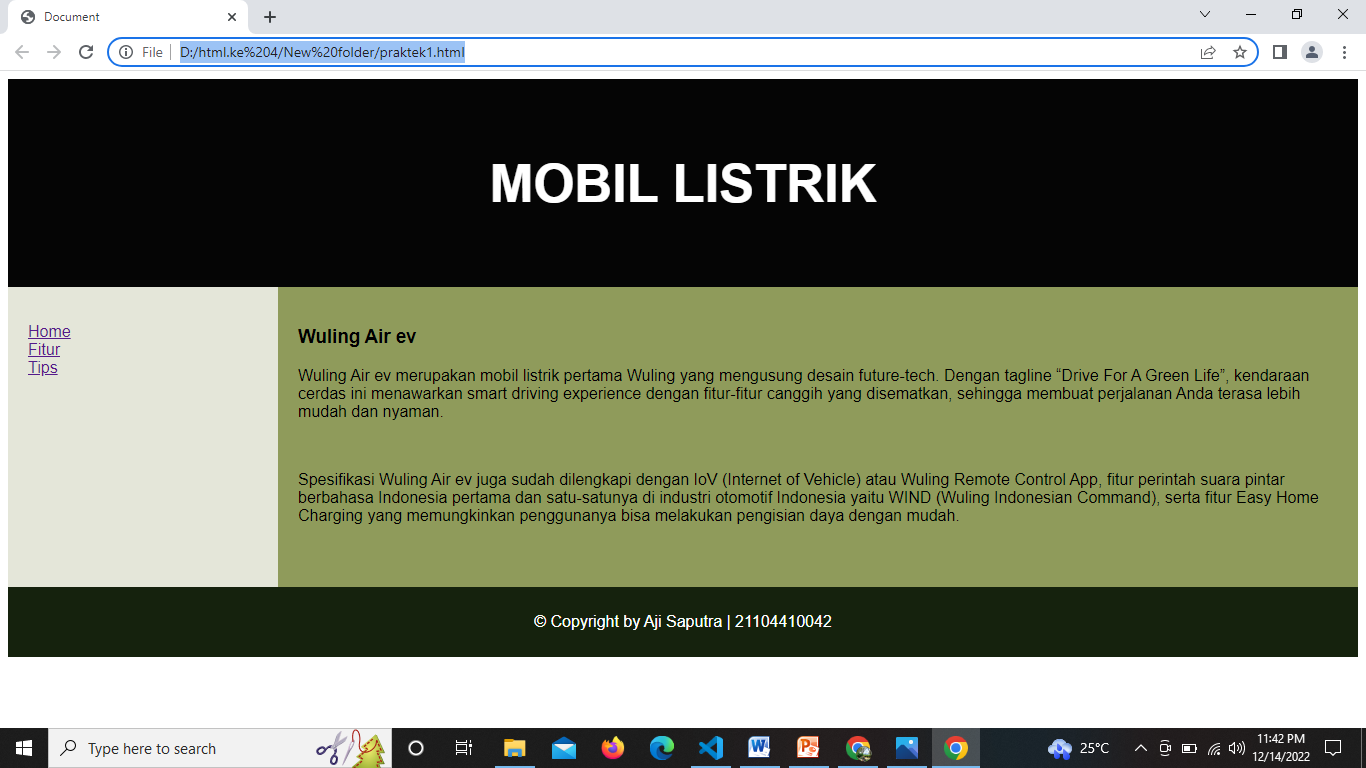 Document
File
D:/html.ke%204/New%20folder/praktek1.html
MOBIL LISTRIK
Home
Fitur
Tips
Wuling Air ev
Wuling Air ev merupakan mobil listrik pertama Wuling yang mengusung desain future-tech. Dengan tagline “Drive For A Green Life”, kendaraan
cerdas ini menawarkan smart driving experience dengan fitur-fitur canggih yang disematkan, sehingga membuat perjalanan Anda terasa lebih
mudah dan nyaman.
Spesifikasi Wuling Air ev juga sudah dilengkapi dengan IoV (Internet of Vehicle) atau Wuling Remote Control App, fitur perintah suara pintar
berbahasa Indonesia pertama dan satu-satunya di industri otomotif Indonesia yaitu WIND (Wuling Indonesian Command), serta fitur Easy Home
Charging yang memungkinkan penggunanya bisa melakukan pengisian daya dengan mudah.
© Copyright by Aji Saputra | 21104410042
Type here to search
25°C
11:42 PM
12/14/2022